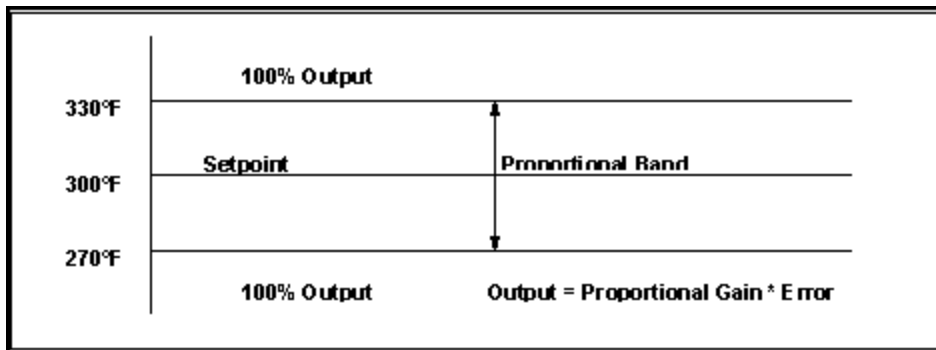 100% Output
330°F
Setpoint Proportional Band
300°F
270°F
100% Output Output = Proportional Gain * Error